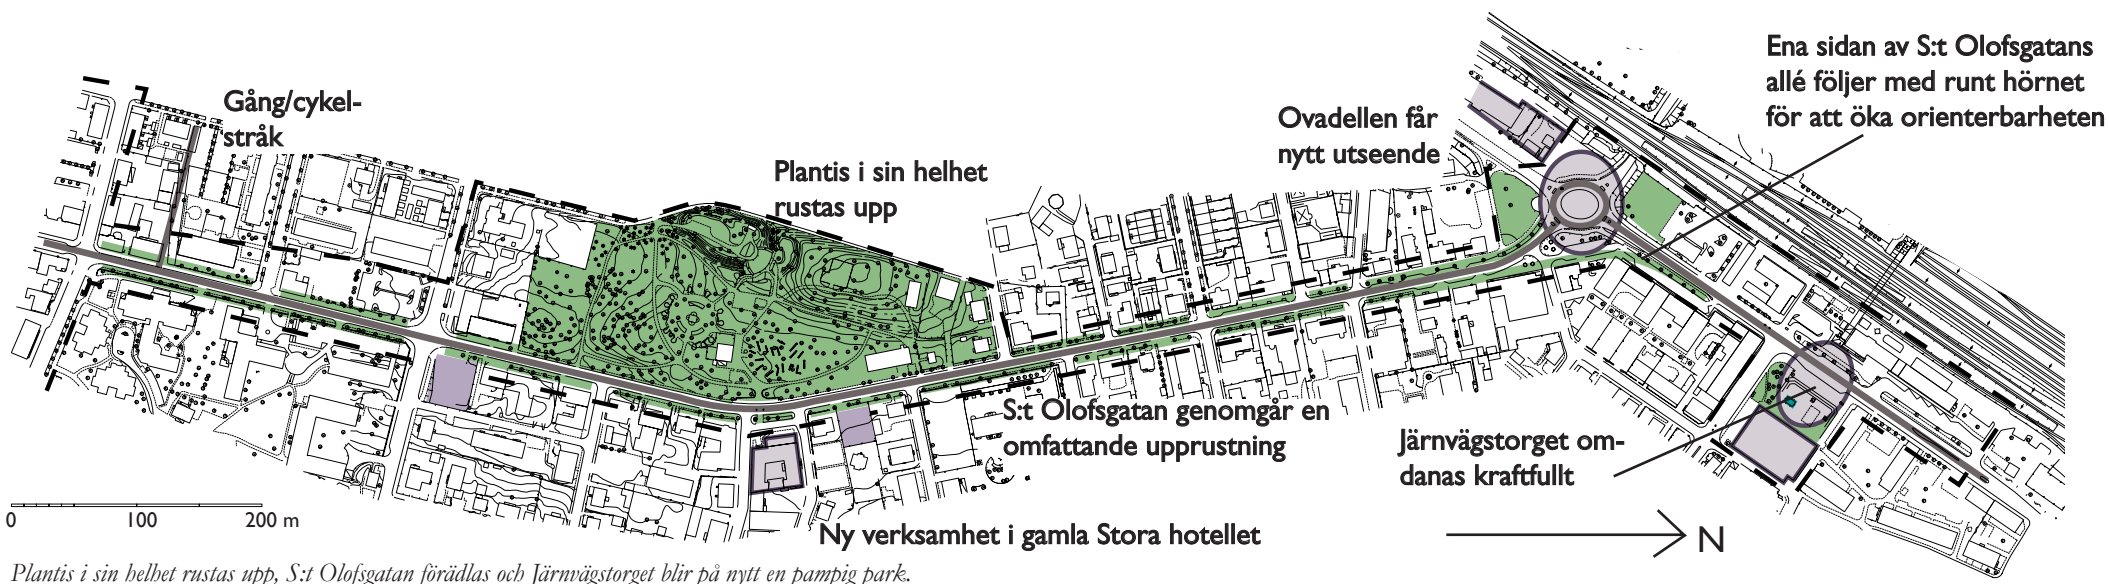 Gång/cykel-
stråk
Plantis i sin helhet
rustas upp
Ovadellen får
nytt utseende
Ena sidan av S:t Olofsgatans
allé följer med runt hörnet
för att öka orienterbarheten
S:t Olofsgatan genomgår en
omfattande upprustning
Järnvägstorget om-
danas kraftfullt
Ny verksamhet i gamla Stora hotellet
N
0 100 200 m
Plantis i sin helhet rustas upp, S:t Olofsgatan förädlas och Järnvägstorget blir på nytt en pampig park.